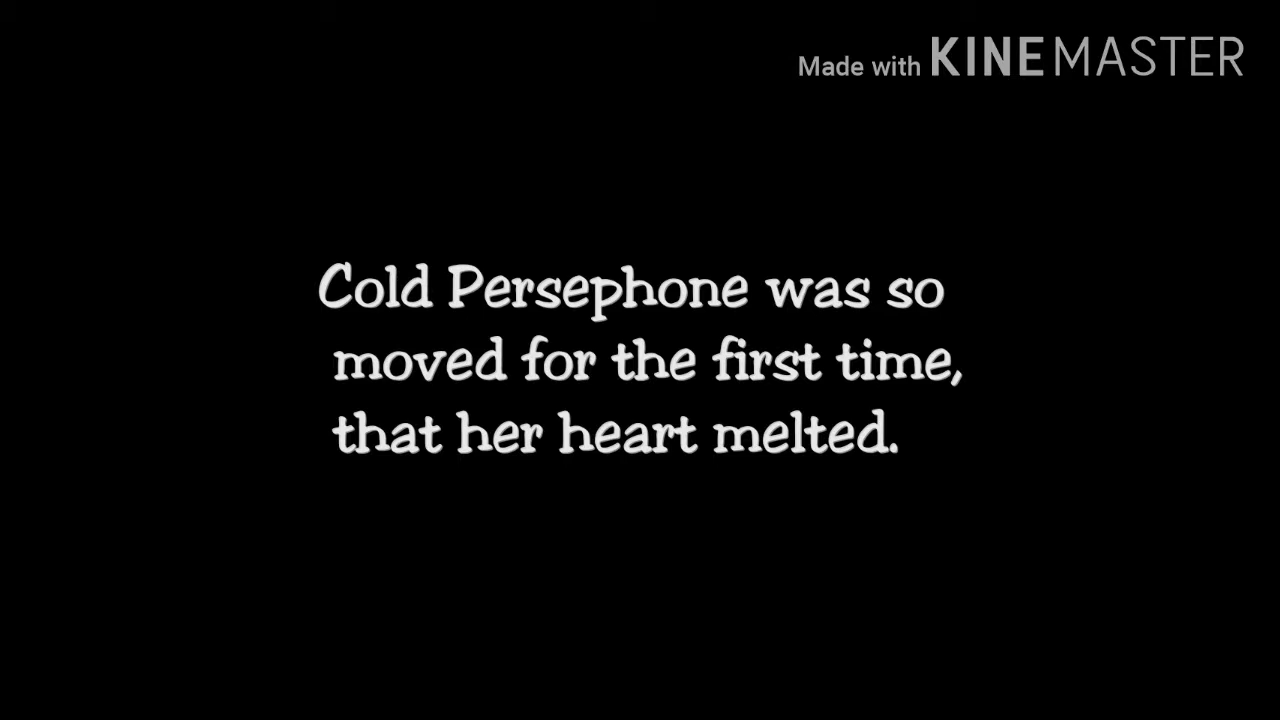 Made with KINEMASTER
Cold Persephone was so
moved for the first time,
that her heart melted.